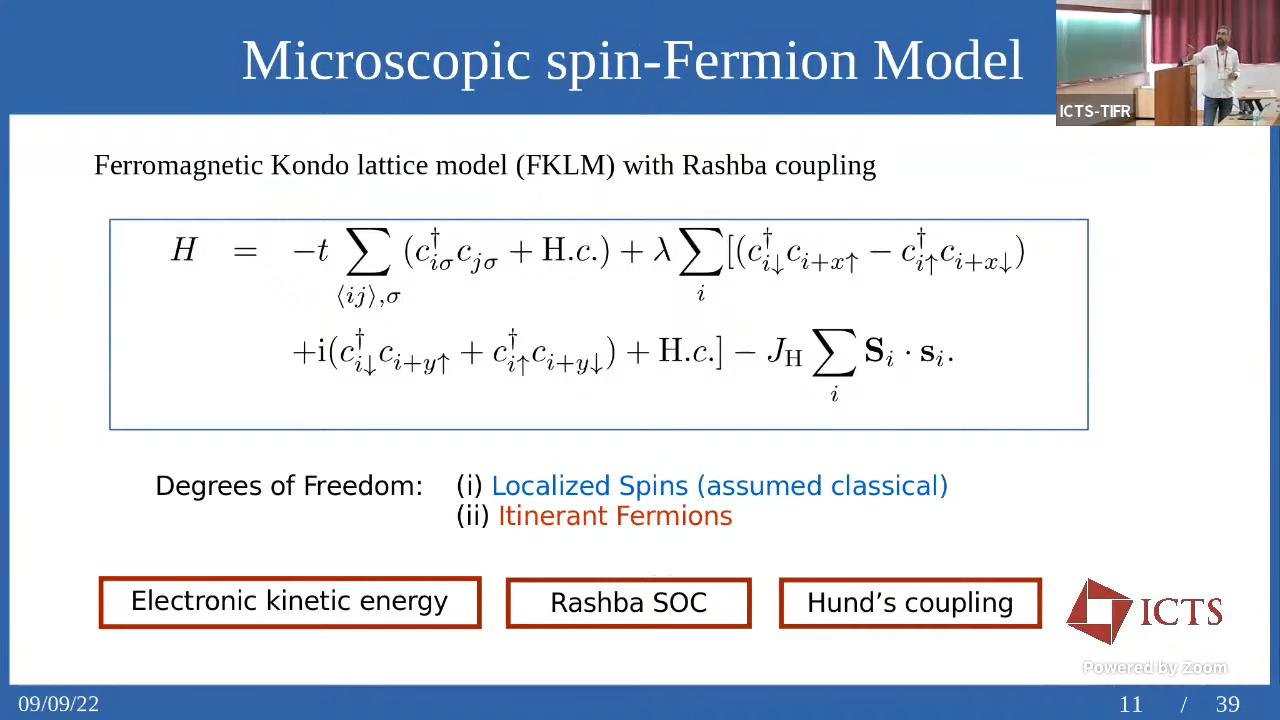 Microscopic spin-Fermion Model
ICTS-TIFR
Ferromagnetic Kondo lattice model (FKLM) with Rashba coupling
H = −t ∑_{⟨ij⟩,σ} (c†_{iσ} c_{jσ} + H.c.) + λ ∑_i [(c†_{i↓} c_{i+x↑} − c†_{i↑} c_{i+x↓})
+i(c†_{i↓} c_{i+y↑} + c†_{i↑} c_{i+y↓}) + H.c.] − J_H ∑_i S_i · s_i.
Degrees of Freedom: (i) Localized Spins (assumed classical)
(ii) Itinerant Fermions
Electronic kinetic energy Rashba SOC Hund's coupling
ICTS
Powered by Zoom
09/09/22 11 / 39